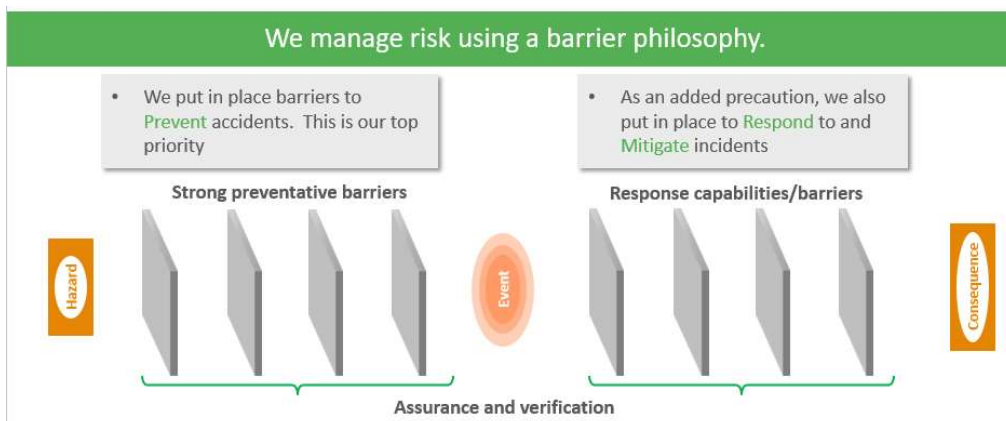 We manage risk using a barrier philosophy.
• We put in place barriers to
Prevent accidents. This is our top
priority
• As an added precaution, we also
put in place to Respond to and
Mitigate incidents
Strong preventative barriers
Response capabilities/barriers
Hazard
Event
Consequence
Assurance and verification